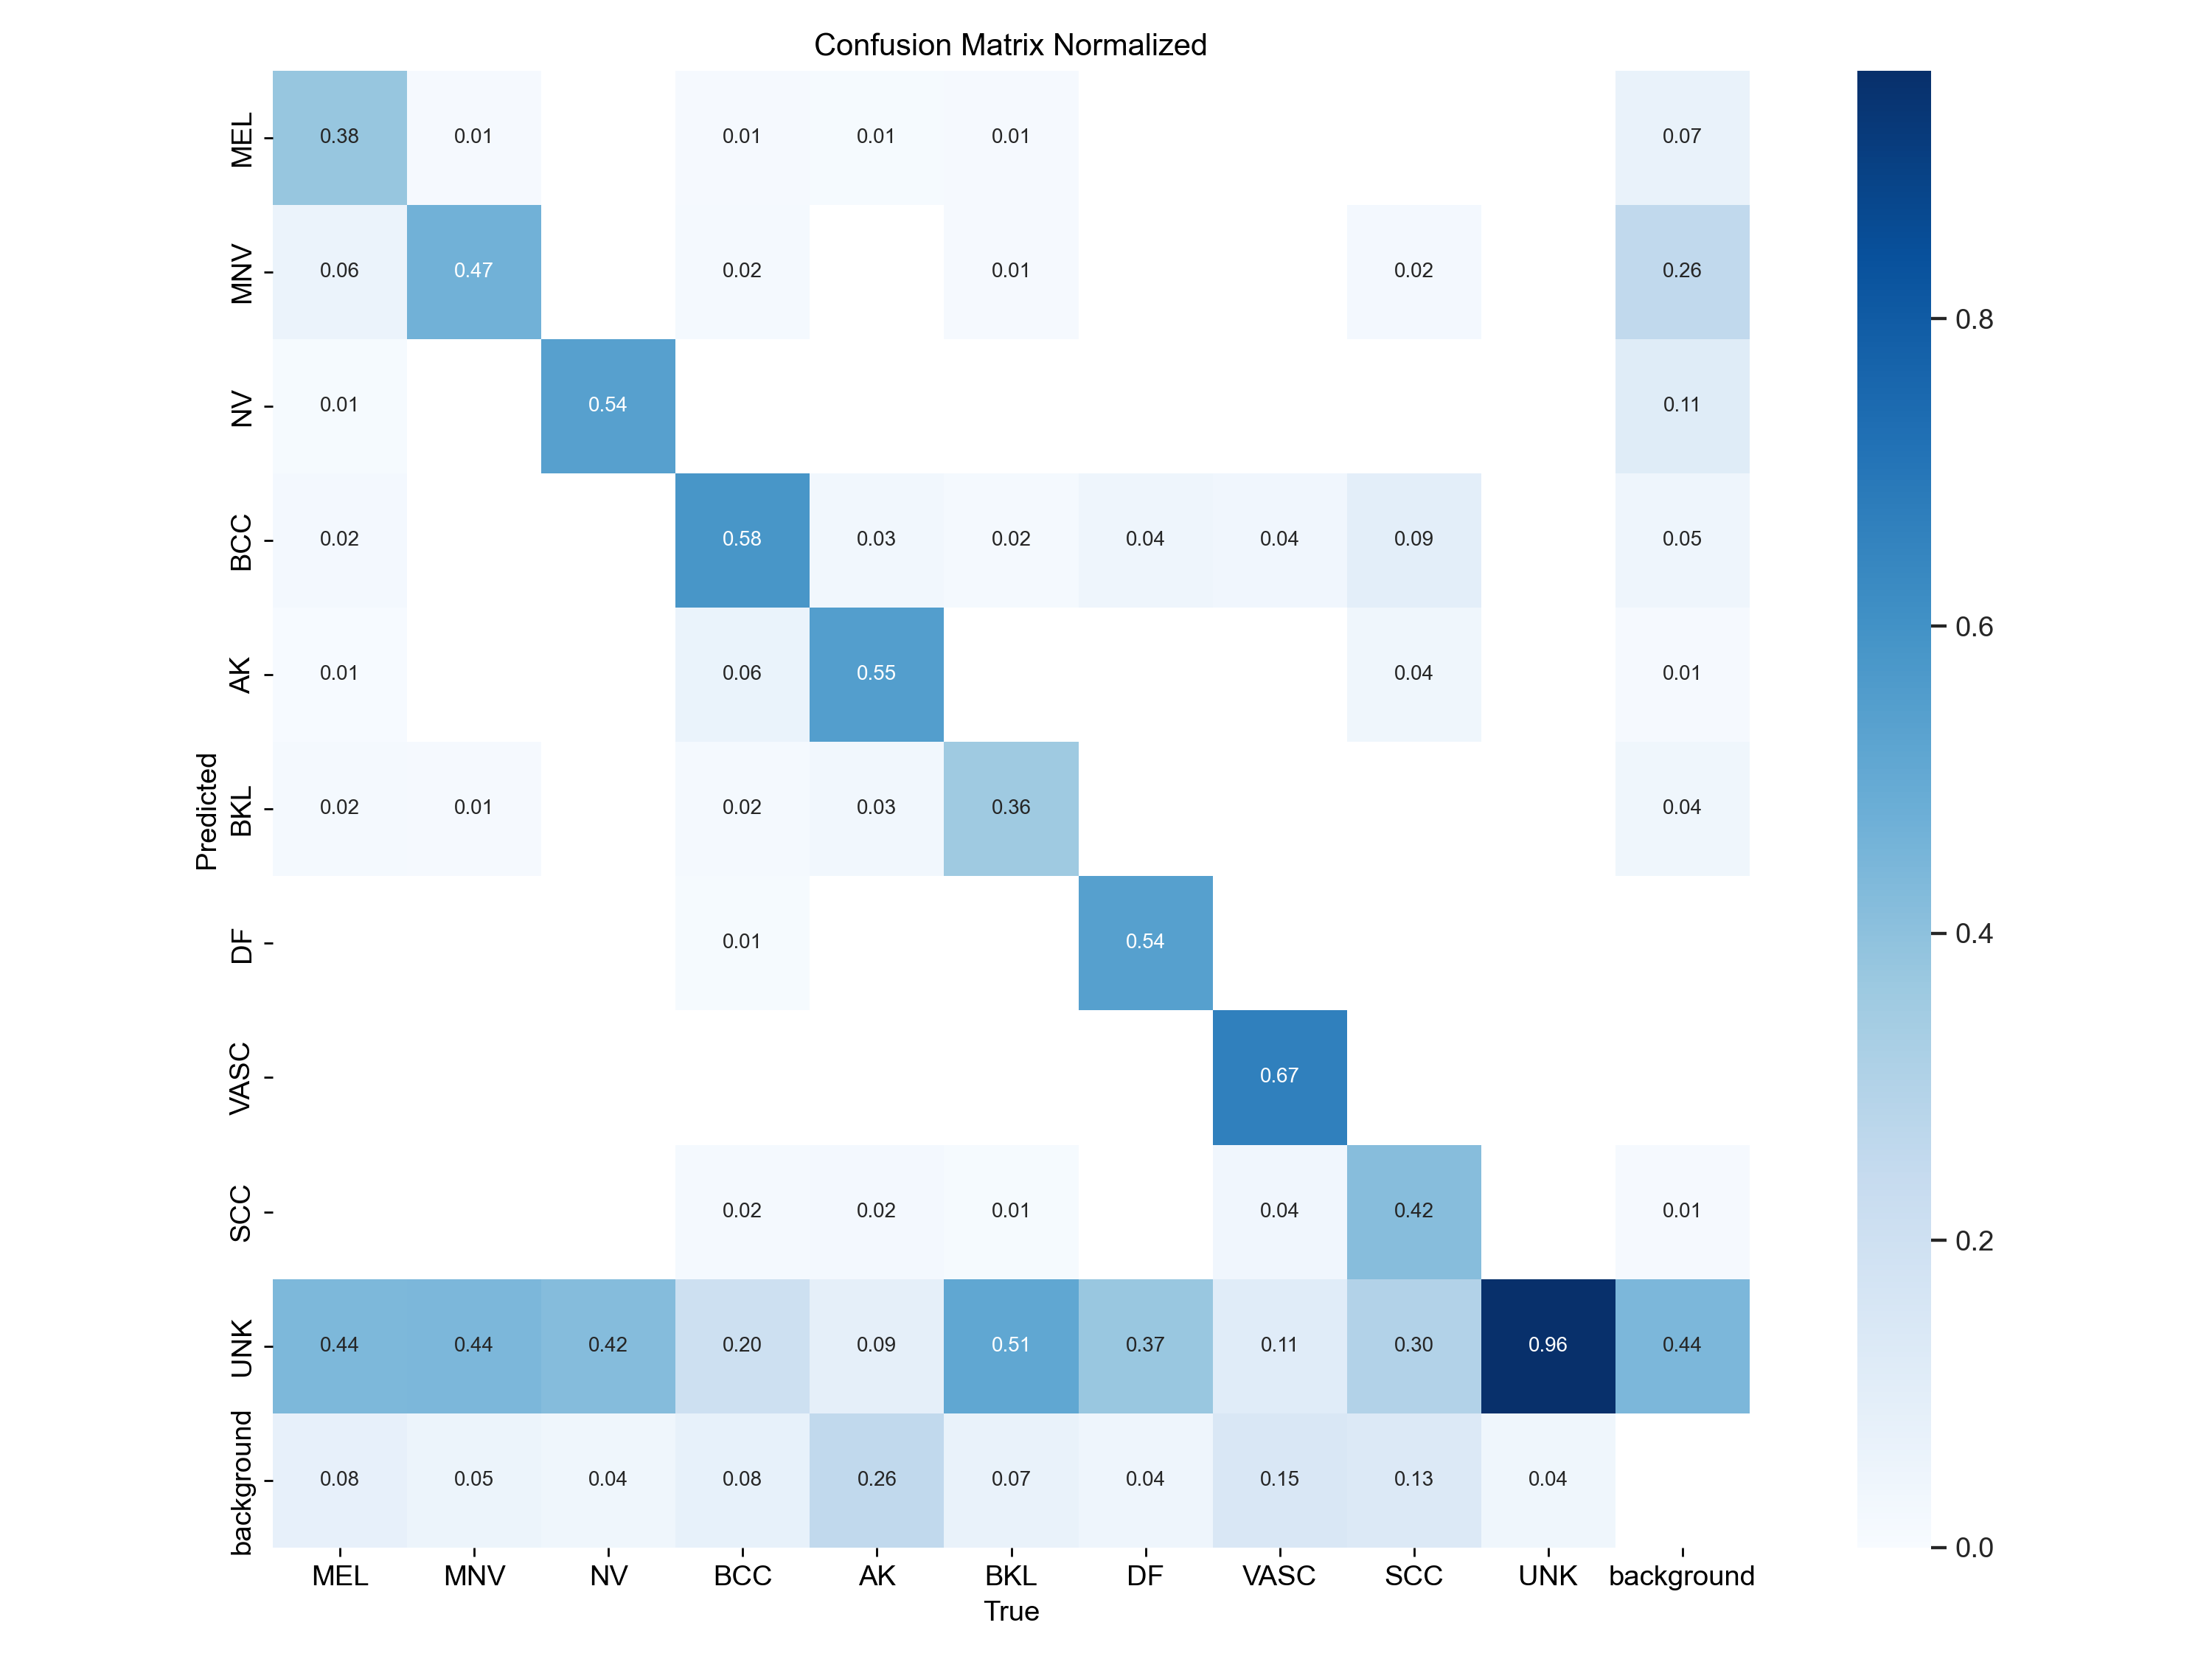 Confusion Matrix Normalized
Predicted
MEL 0.38 0.01 0.01 0.01 0.01 0.07
MNV 0.06 0.47 0.02 0.01 0.02 0.26
NV 0.01 0.54 0.11
BCC 0.02 0.58 0.03 0.02 0.04 0.04 0.09 0.05
AK 0.01 0.06 0.55 0.04 0.01
BKL 0.02 0.01 0.02 0.03 0.36 0.04
DF 0.01 0.54
VASC 0.67
SCC 0.02 0.02 0.01 0.04 0.42 0.01
UNK 0.44 0.44 0.42 0.20 0.09 0.51 0.37 0.11 0.30 0.96 0.44
background 0.08 0.05 0.04 0.08 0.26 0.07 0.04 0.15 0.13 0.04
MEL MNV NV BCC AK BKL DF VASC SCC UNK background
True
0.8
0.6
0.4
0.2
0.0